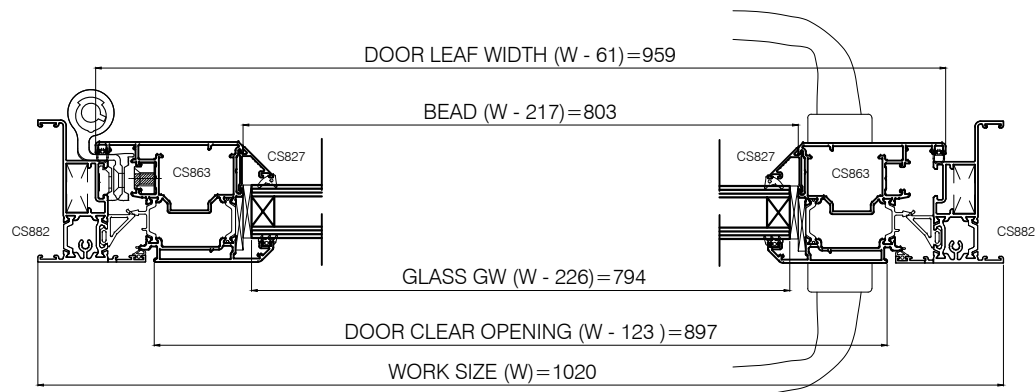 DOOR LEAF WIDTH (W - 61)=959
BEAD (W - 217)=803
CS827
CS827
CS863
CS863
CS882
CS882
GLASS GW (W - 226)=794
DOOR CLEAR OPENING (W - 123 )=897
WORK SIZE (W)=1020